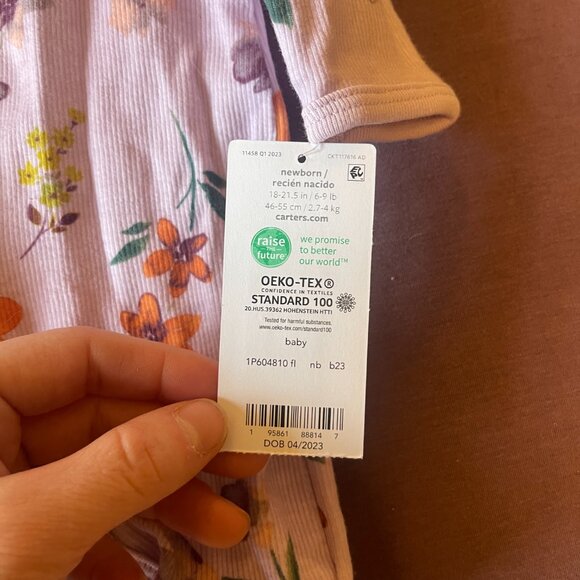 11458 Q1 2023 CKT117616 AD
newborn /
recién nacido
18-21.5 in / 6-9 lb
46-55 cm / 2.7-4 kg
carters.com
raise
THE
future
we promise
to better
our world™
OEKO-TEX®
CONFIDENCE IN TEXTILES
STANDARD 100
20.HUS.39362 HOHENSTEIN HTTI
Tested for harmful substances.
www.oeko-tex.com/standard100
baby
1P604810 fl nb b23
1 95861 88814 7
DOB 04/2023